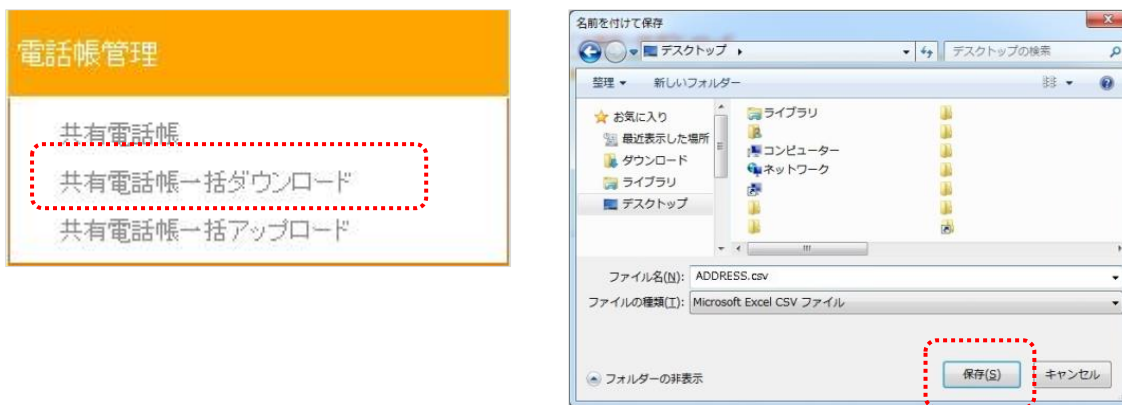 電話帳管理
共有電話帳
共有電話帳一括ダウンロード
共有電話帳一括アップロード
名前を付けて保存
デスクトップ
デスクトップの検索
整理
新しいフォルダー
お気に入り
最近表示した場所
ダウンロード
ライブラリ
デスクトップ
ライブラリ
コンピューター
ネットワーク
ファイル名(N): ADDRESS.csv
ファイルの種類(T): Microsoft Excel CSV ファイル
フォルダーの非表示
保存(S)
キャンセル